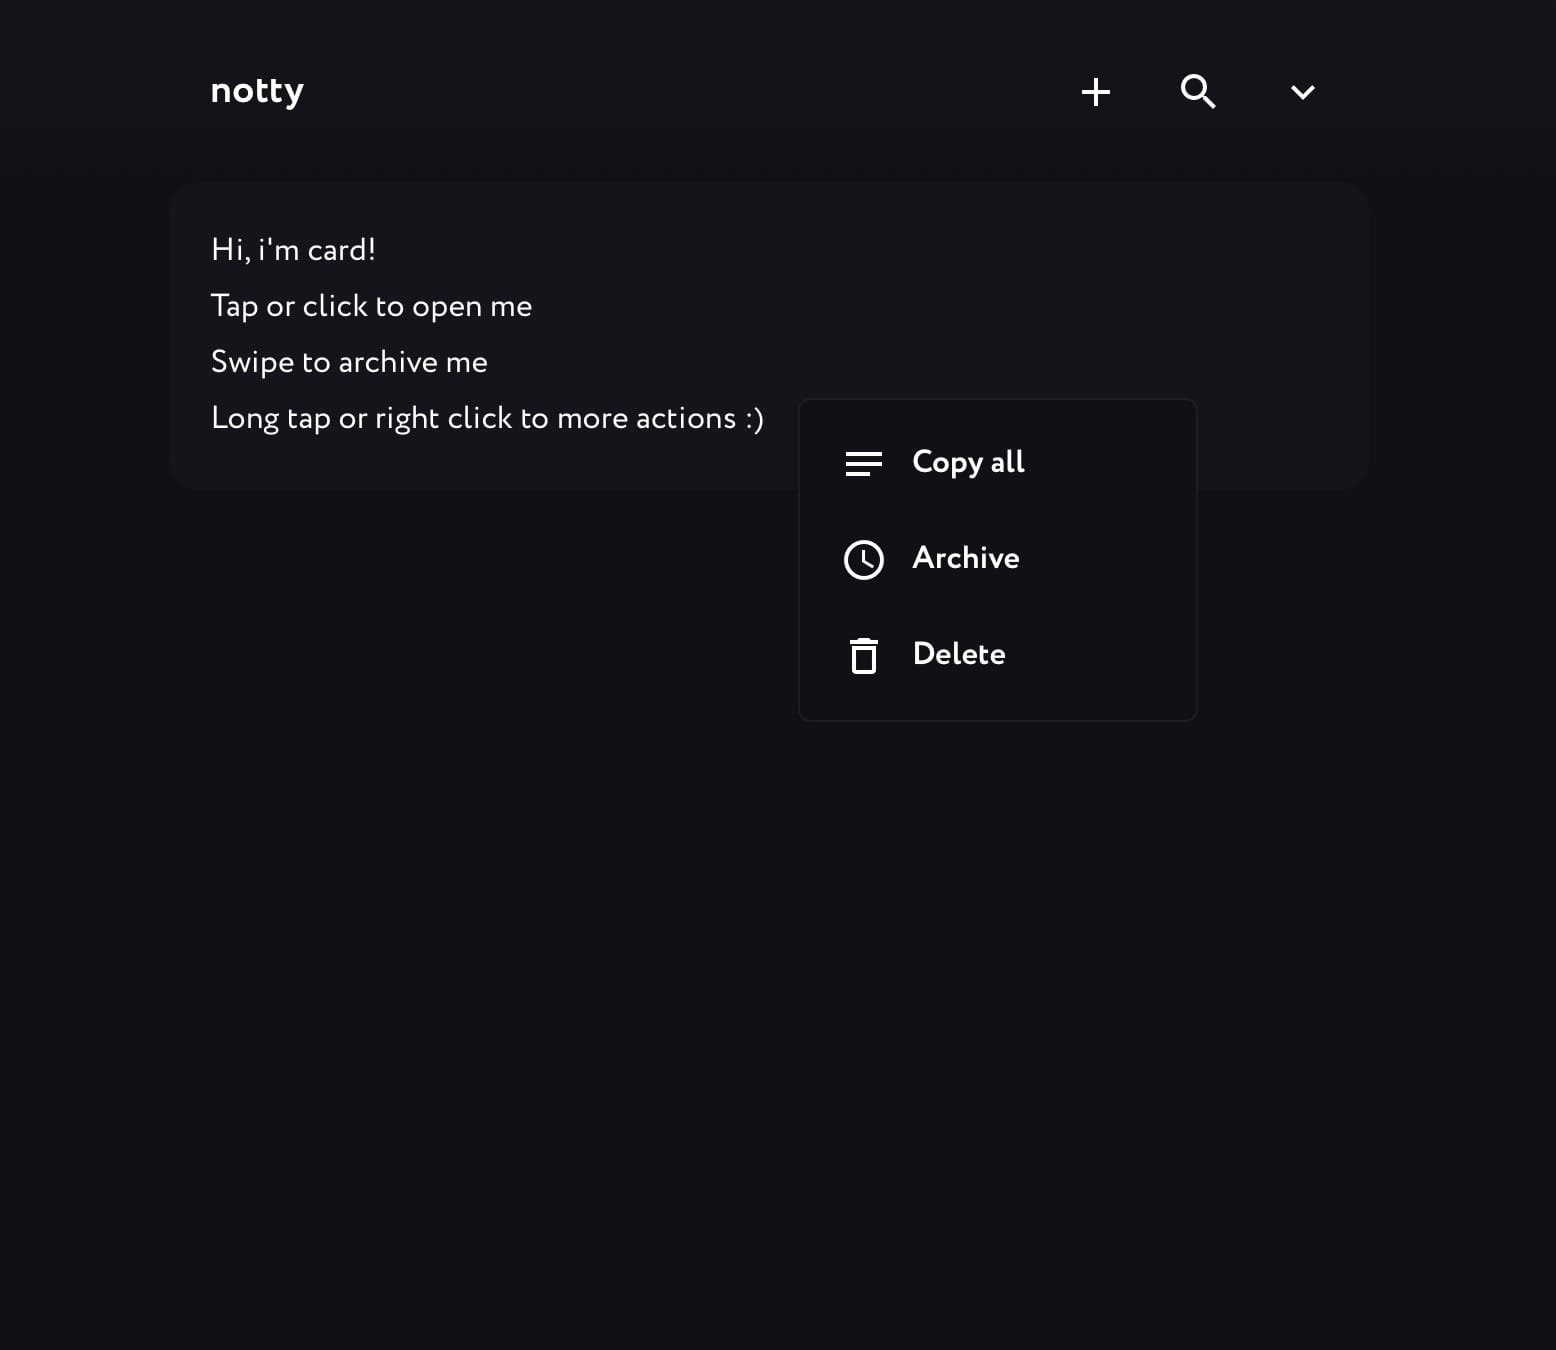 notty
Hi, i'm card!
Tap or click to open me
Swipe to archive me
Long tap or right click to more actions :)
Copy all
Archive
Delete